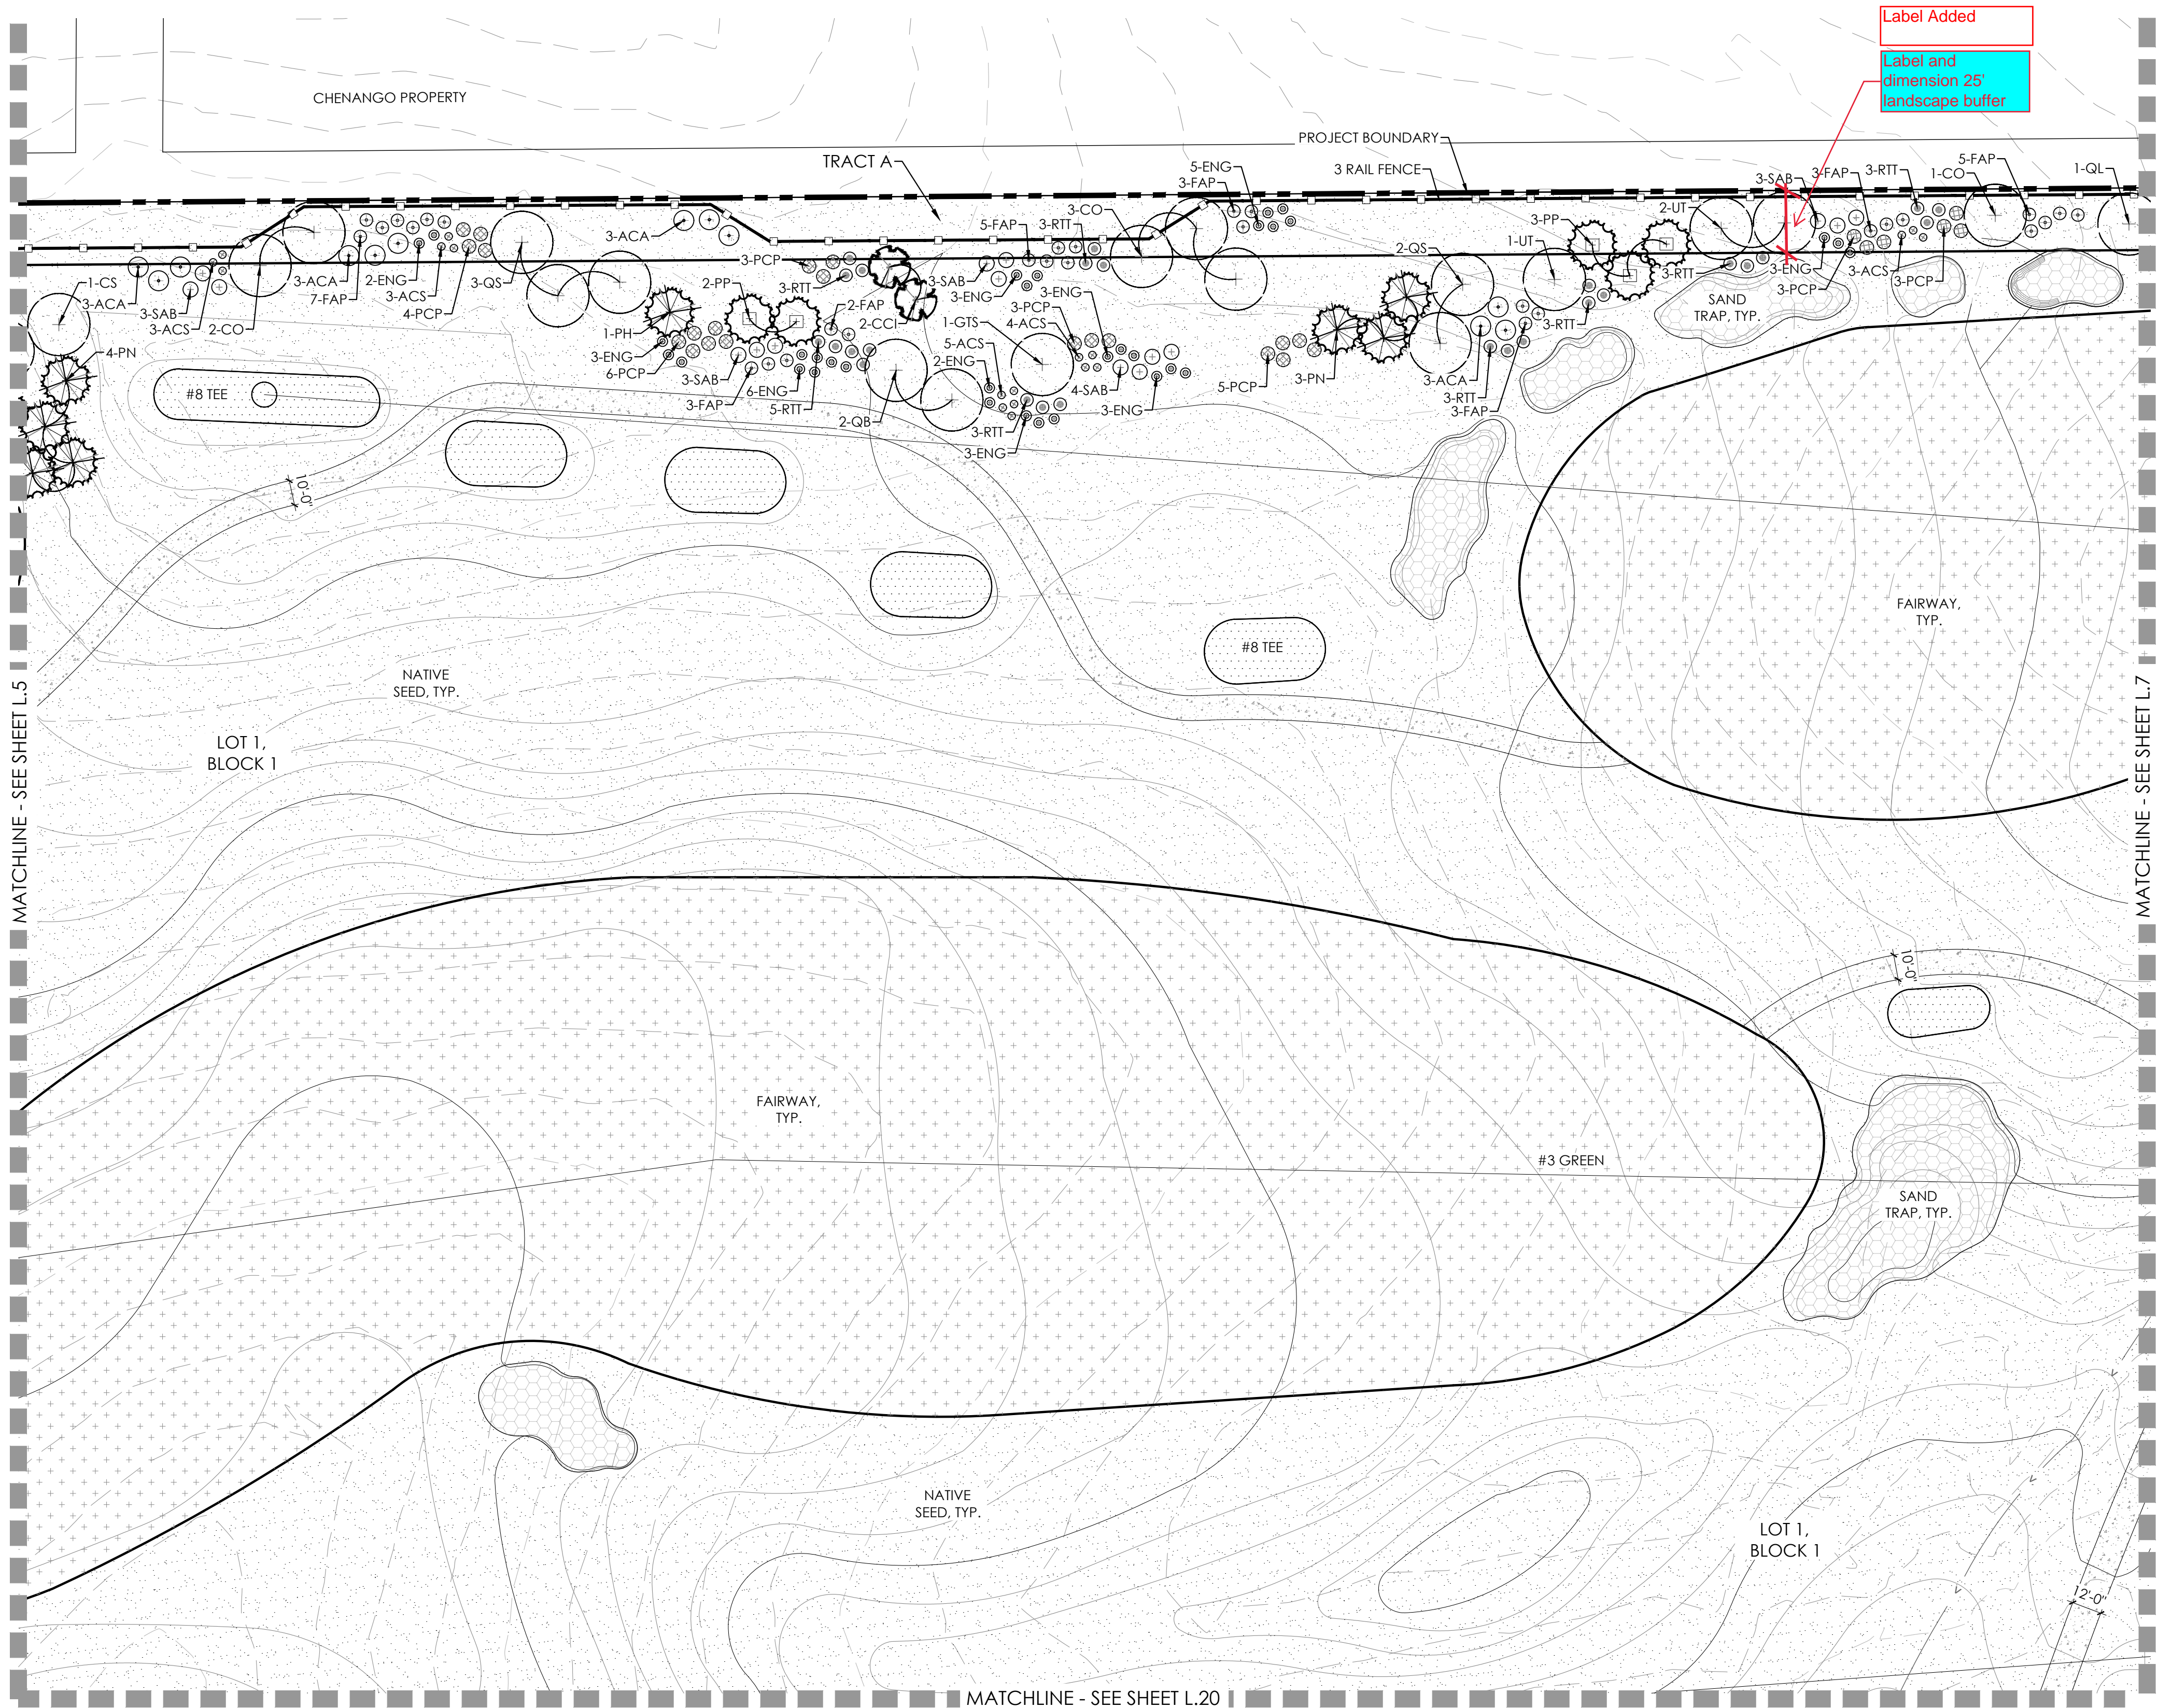 Label Added
Label and
dimension 25'
landscape buffer
CHENANGO PROPERTY
PROJECT BOUNDARY
TRACT A
3 RAIL FENCE
5-ENG
3-FAP
3-SAB
3-FAP
3-RTT
1-CO
5-FAP
1-QL
3-CO
5-FAP
3-RTT
3-ACA
3-PP
2-UT
1-UT
2-QS
3-PCP
1-CS
3-ACA
3-SAB
3-ACS
2-CO
3-ACA
7-FAP
2-ENG
3-ACS
4-PCP
3-QS
2-PP
3-RTT
3-SAB
3-ENG
3-ENG
3-RTT
3-ENG
3-PCP
3-ACS
3-PCP
1-PH
2-FAP
2-CCI
1-GTS
3-PCP
4-ACS
SAND
TRAP, TYP.
3-RTT
3-ENG
6-PCP
3-SAB
3-FAP
6-ENG
5-RTT
5-ACS
2-ENG
4-SAB
3-ENG
5-PCP
3-PN
3-ACA
3-RTT
3-FAP
4-PN
#8 TEE
2-QB
3-RTT
3-ENG
10'-0"
FAIRWAY,
TYP.
#8 TEE
NATIVE
SEED, TYP.
LOT 1,
BLOCK 1
MATCHLINE - SEE SHEET L.5
MATCHLINE - SEE SHEET L.7
10'-0"
FAIRWAY,
TYP.
#3 GREEN
SAND
TRAP, TYP.
NATIVE
SEED, TYP.
LOT 1,
BLOCK 1
12'-0"
MATCHLINE - SEE SHEET L.20